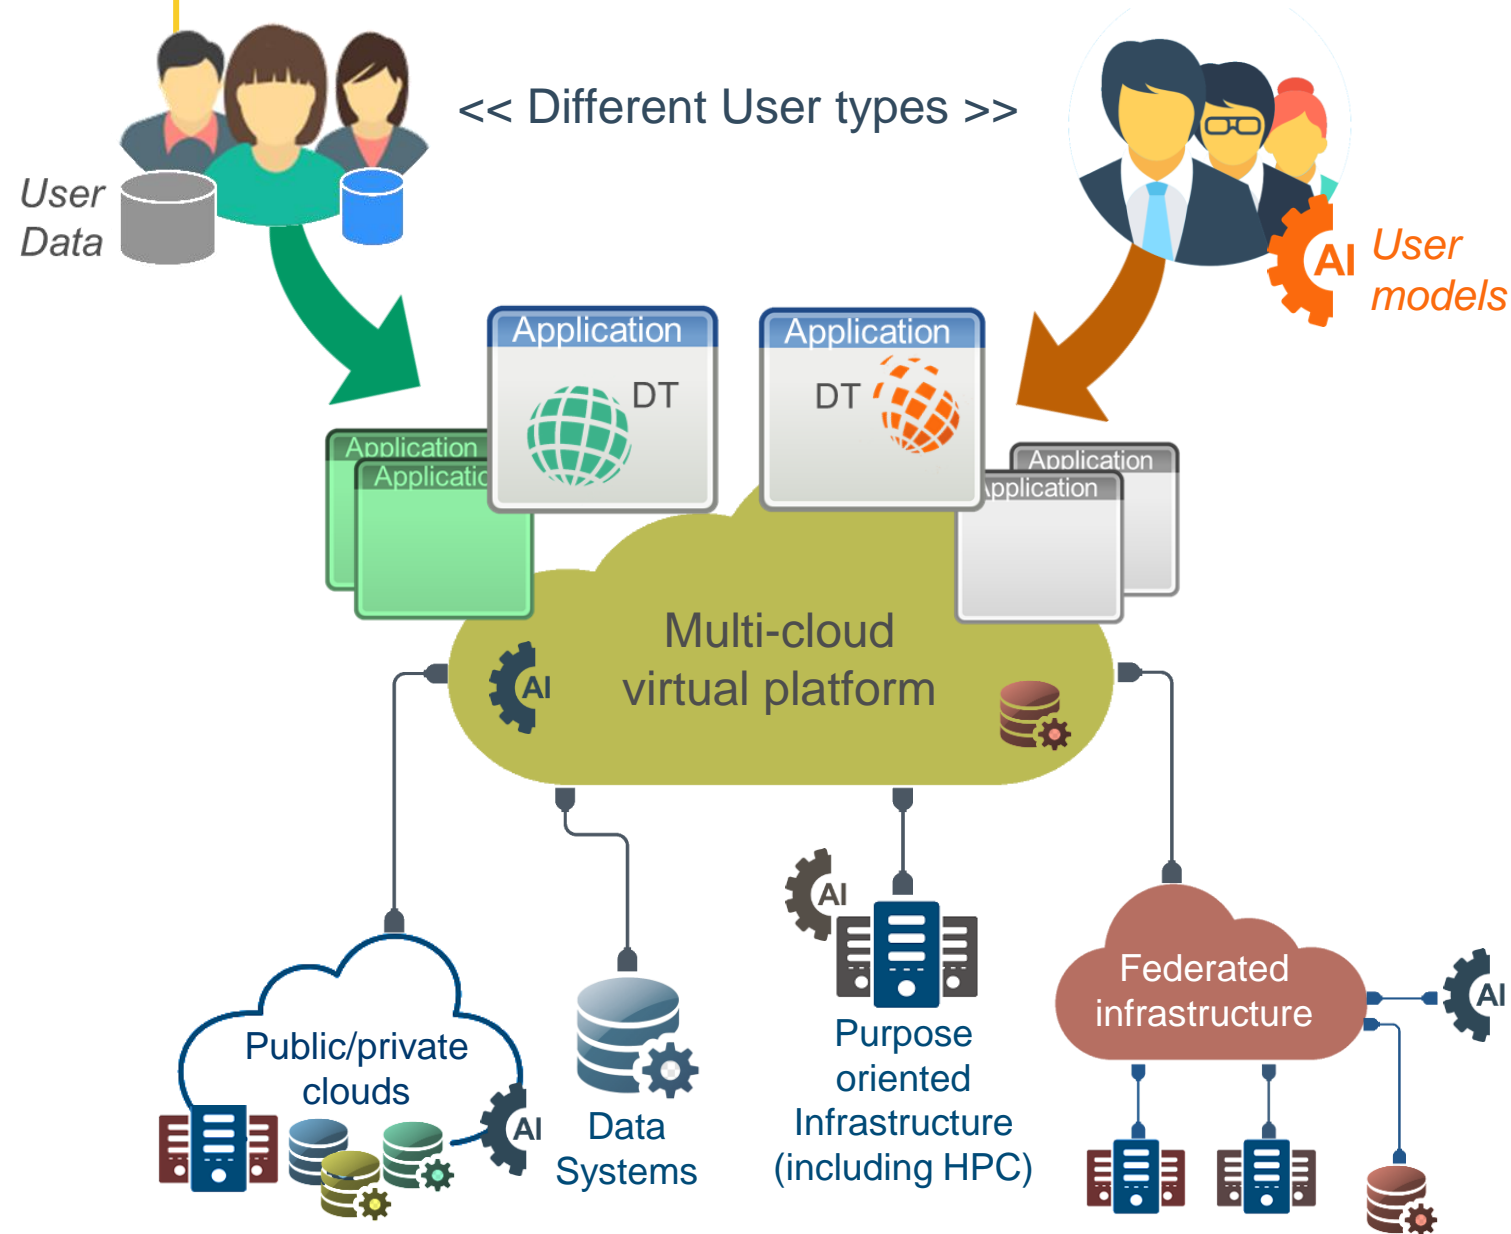 << Different User types >>
User
Data
User
models
AI
Application
DT
Application
DT
Application
Applicatio
Application
pplication
Multi-cloud
virtual platform
AI
AI
Purpose
oriented
Infrastructure
(including HPC)
Federated
infrastructure
AI
Public/private
clouds
AI
Data
Systems